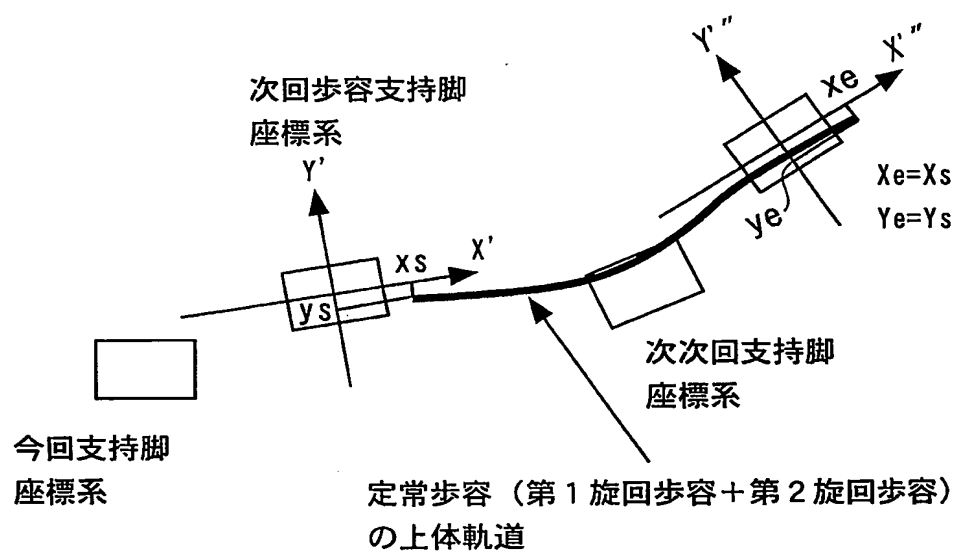 Y'''
X'''
xe
次回歩容支持脚
座標系
Y'
Xe=Xs
Ye=Ys
ye
X'
xs
ys
次次回支持脚
座標系
今回支持脚
座標系
定常歩容（第1旋回歩容＋第2旋回歩容）
の上体軌道